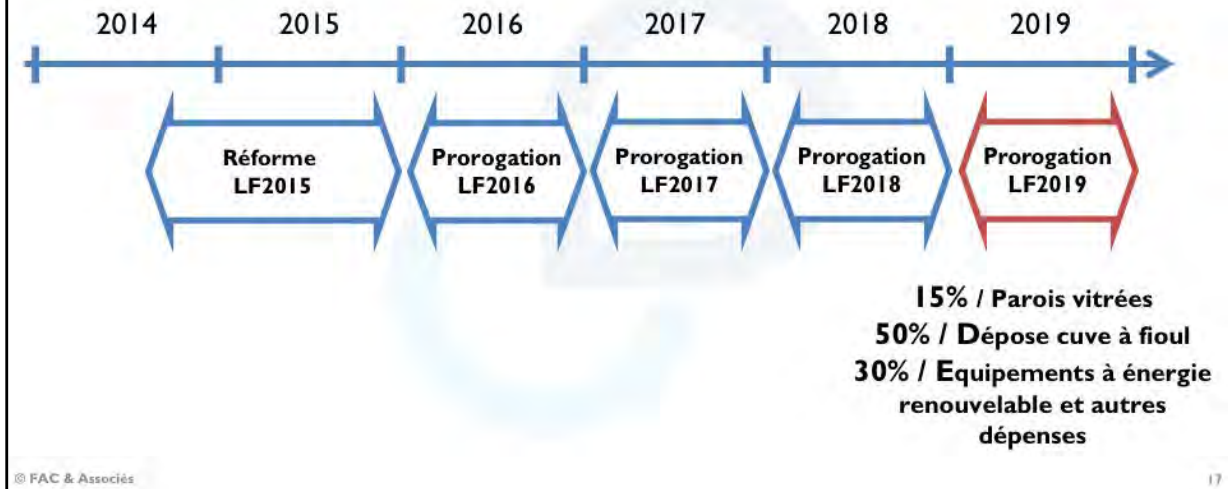 2014 2015 2016 2017 2018 2019
Réforme
LF2015
Prorogation
LF2016
Prorogation
LF2017
Prorogation
LF2018
Prorogation
LF2019
15% / Parois vitrées
50% / Dépose cuve à fioul
30% / Equipements à énergie
renouvelable et autres
dépenses
© FAC & Associés
17